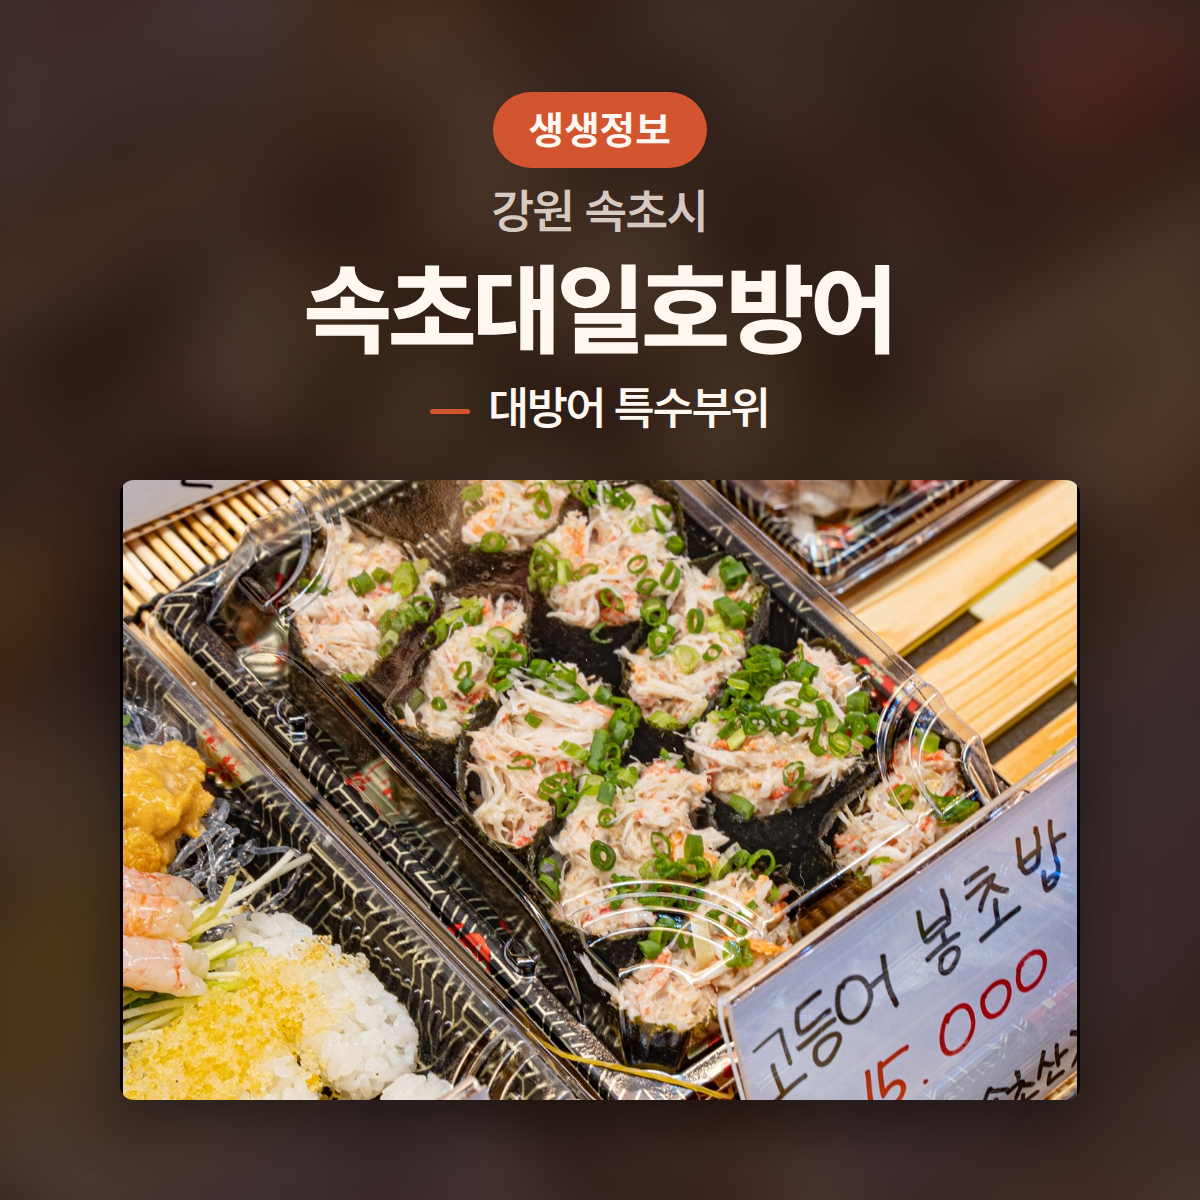 생생정보
강원 속초시
속초대일호방어
대방어 특수부위
고등어 봉초밥
15.000